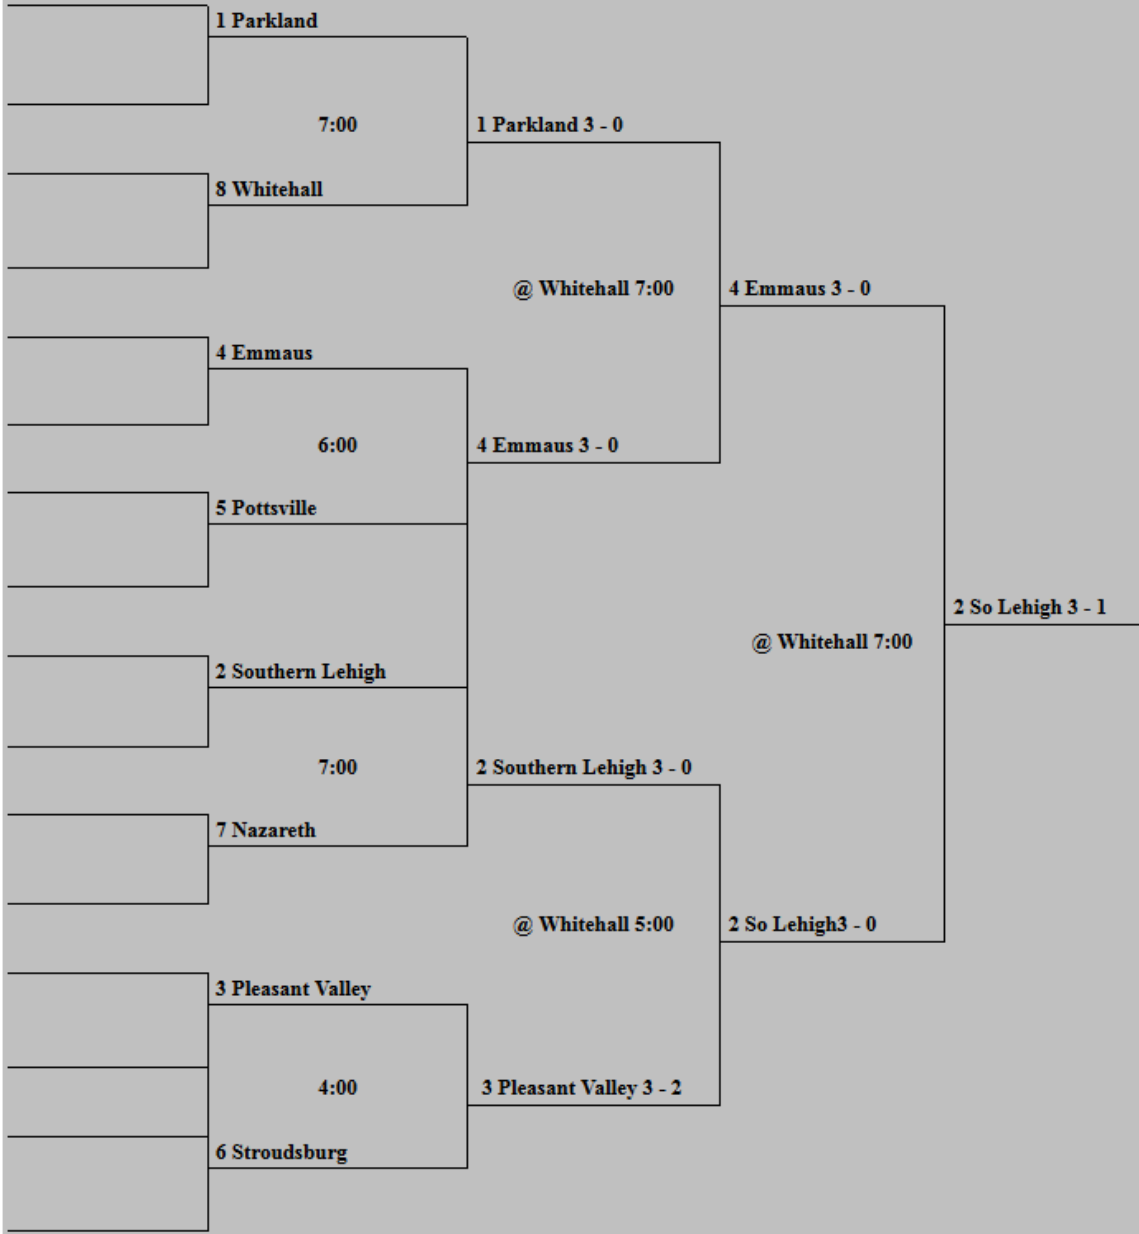 1 Parkland
7:00
1 Parkland 3 - 0
8 Whitehall
@ Whitehall 7:00
4 Emmaus 3 - 0
4 Emmaus
6:00
4 Emmaus 3 - 0
5 Pottsville
2 So Lehigh 3 - 1
@ Whitehall 7:00
2 Southern Lehigh
7:00
2 Southern Lehigh 3 - 0
7 Nazareth
@ Whitehall 5:00
2 So Lehigh3 - 0
3 Pleasant Valley
4:00
3 Pleasant Valley 3 - 2
6 Stroudsburg